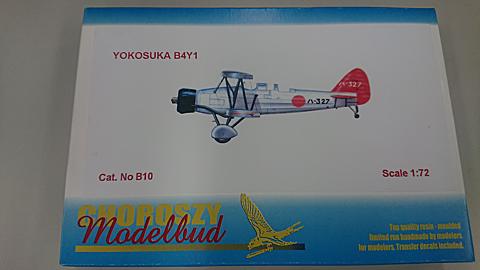 YOKOSUKA B4Y1
ハ-327
ハ-327
Cat. No B10
Scale 1:72
CHOROSZY
Modelbud
Top quality resin - moulded
limited run handmade by modelers,
for modelers. Transfer decals included.